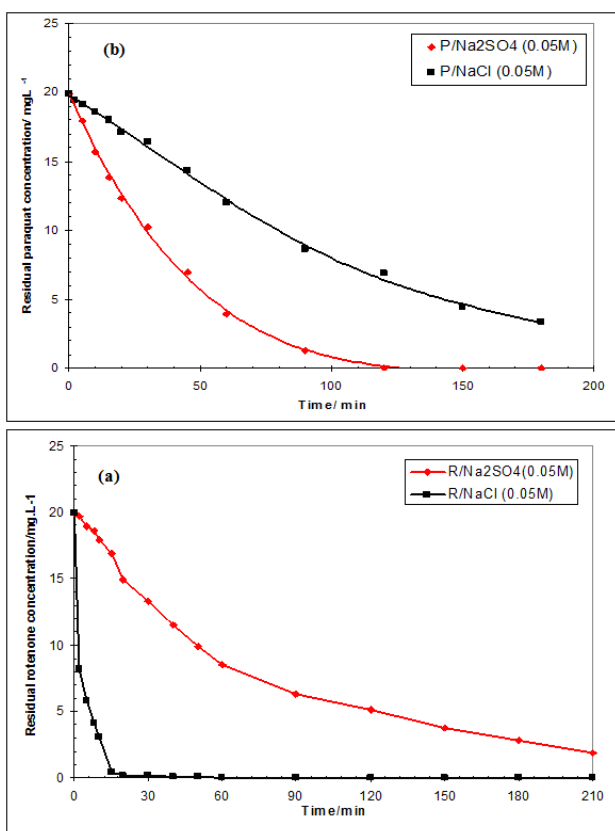 (b)
P/Na2SO4 (0.05M)
P/NaCl (0.05M)
Residual paraquat concentration/ mgL -1
25
20
15
10
5
0
0 50 100 150 200
Time/ min
(a)
R/Na2SO4(0.05M)
R/NaCl (0.05M)
Residual rotenone concentration/mg.L-1
25
20
15
10
5
0
0 30 60 90 120 150 180 210
Time/min